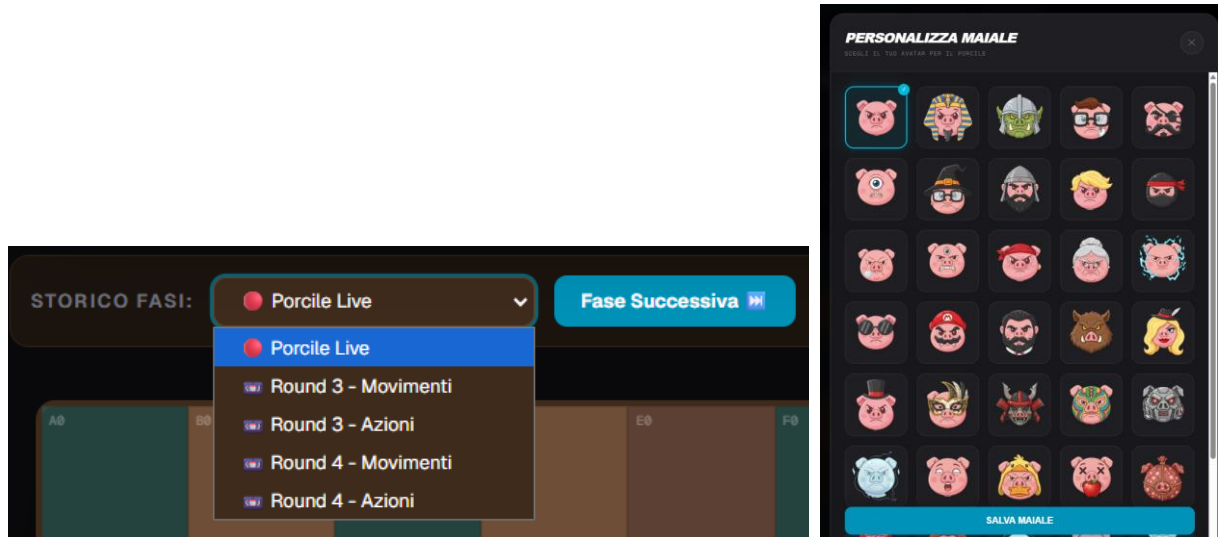 STORICO FASI:
Porcile Live
Fase Successiva
Porcile Live
Round 3 - Movimenti
Round 3 - Azioni
Round 4 - Movimenti
Round 4 - Azioni
A0
B0
E0
F0
PERSONALIZZA MAIALE
SCEGLI IL TUO AVATAR PER IL PORCILE
SALVA MAIALE